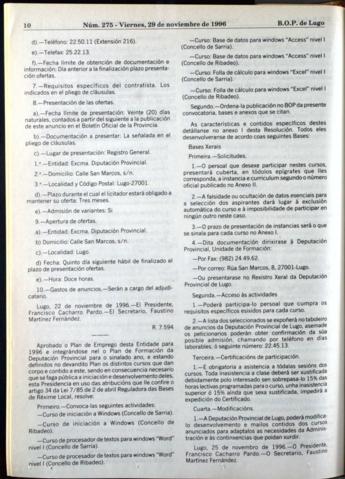 10
Núm. 275 - Viernes, 29 de noviembre de 1996
B.O.P. de Lugo
d).—Teléfono: 22.50.11 (Extensión 216).
e).—Telefax: 25.22.13.
f).—Fecha límite de obtención de documentación e
información: Día anterior a la finalización plazo presenta-
ción ofertas.
7.—Requisitos específicos del contratista. Los
indicados en el pliego de cláusulas.
8.—Presentación de las ofertas.
a).—Fecha límite de presentación: Veinte (20) días
naturales, contados a partir del siguiente a la publicación
de este anuncio en el Boletín Oficial de la Provincia.
b).—Documentación a presentar: La señalada en el
pliego de cláusulas.
c).—Lugar de presentación: Registro General.
1.ª—Entidad: Excma. Diputación Provincial.
2.ª—Domicilio: Calle San Marcos, s/n.
3.ª—Localidad y Código Postal: Lugo-27001.
d).—Plazo durante el cual el licitador estará obligado a
mantener su oferta: Tres meses.
e).—Admisión de variantes: Si.
9.—Apertura de ofertas.
a).—Entidad: Excma. Diputación Provincial.
b) Domicilio: Calle San Marcos, s/n.
c).—Localidad: Lugo.
d) Fecha: Quinto día siguiente hábil de finalizado el
plazo de presentación de ofertas.
e).—Hora: Doce horas.
10.—Gastos de anuncios.—Serán a cargo del adjudi-
catario.
Lugo, 22 de noviembre de 1996.—El Presidente,
Francisco Cacharro Pardo.—El Secretario, Faustino
Martínez Fernández.
R. 7.594
Aprobado o Plan de Emprego desta Entidade para
1996 e integrándose nel o Plan de Formación da
Deputación Provincial para o sinalado ano, e estando
definidos no devandito Plan os distintos cursos que dan
corpo e contido a este, sendo en consecuencia necesario
que se faga pública a iniciación e desenvolvemento deles,
esta Presidencia en uso das atribucións que lle confire o
artigo 34 da Lei 7/85 de 2 de abril Reguladora das Bases
de Réxime Local, resolve:
Primeiro.—Convoca-las seguintes actividades:
—Curso de iniciación a Windows (Concello de Sarria).
—Curso de iniciación a Windows (Concello de
Ribadeo).
—Curso de procesador de textos para windows "Word"
nivel I (Concello de Sarria).
—Curso de procesador de textos para windows "Word"
nivel I (Concello de Ribadeo).
—Curso: Base de datos para windows "Access" nivel I
(Concello de Sarria).
—Curso: Base de datos para windows "Access" nivel I
(Concello de Ribadeo).
—Curso: Folla de cálculo para windows "Excel" nivel I
(Concello de Sarria).
—Curso: Folla de cálculo para windows "Excel" nivel I
(Concello de Ribadeo).
Segundo.—Ordena-la publicación no BOP da presente
convocatoria, bases e anexos que se citan.
As características e contidos específicos destes
detállanse no anexo I desta Resolución. Todos eles
desenvolveranse de acordo coas seguintes Bases:
Bases Xerais
Primeira.—Solicitudes.
1.—O persoal que desexe participar nestes cursos,
presentará cuberta, en tódolos epígrafes que lles
corresponda, a instancia e curriculum segundo o número
oficial publicado no Anexo II.
2.—A falsidade ou ocultación de datos esenciais para
a selección dos aspirantes dará lugar á exclusión
automática do curso e á imposibilidade de participar en
ningún outro neste caso.
3.—O prazo de presentación de instancias será o que
se sinala para cada curso no Anexo I.
4.—Dita documentación dirixirase á Deputación
Provincial, Unidade de Formación:
—Por Fax: (982) 24.49.62.
—Por correo: Rúa San Marcos, 8, 27001-Lugo.
—Ou presentarase no Rexistro Xeral da Deputación
Provincial de Lugo.
Segunda.—Acceso ás actividades
1.—Poderá participa-lo persoal que cumpra os
requisitos específicos esixidos para cada curso.
2.—A lista dos seleccionados se expoñerá no taboleiro
de anuncios da Deputación Provincial de Lugo, asemade
os peticionarios poderán obter confirmación da súa
posible admisión, chamando por teléfono en días
laborables, ó seguinte número: 22.45.13.
Terceira.—Certificacións de participación.
1.—É obrigatoria a asistencia a tódalas sesións dos
cursos. Toda inasistencia a clase deberá ser xustificada
debidamente polo interesado sen sobrepasa-lo 15% das
horas lectivas programadas para o curso, unha inasistencia
superior ó 15% aínda que sexa xustificada, impedirá a
expedición do Certificado.
Cuarta.—Modificacións.
1.—A Deputación Provincial de Lugo, poderá modifica-
lo desenvolvemento e mailos contidos dos cursos
anunciados para adaptalos ás necesidades da Adminis-
tración e ás continxencias que poidan xurdir.
Lugo, 25 de novembro de 1996.—O Presidente,
Francisco Cacharro Pardo.—O Secretario, Faustino
Martínez Fernández.